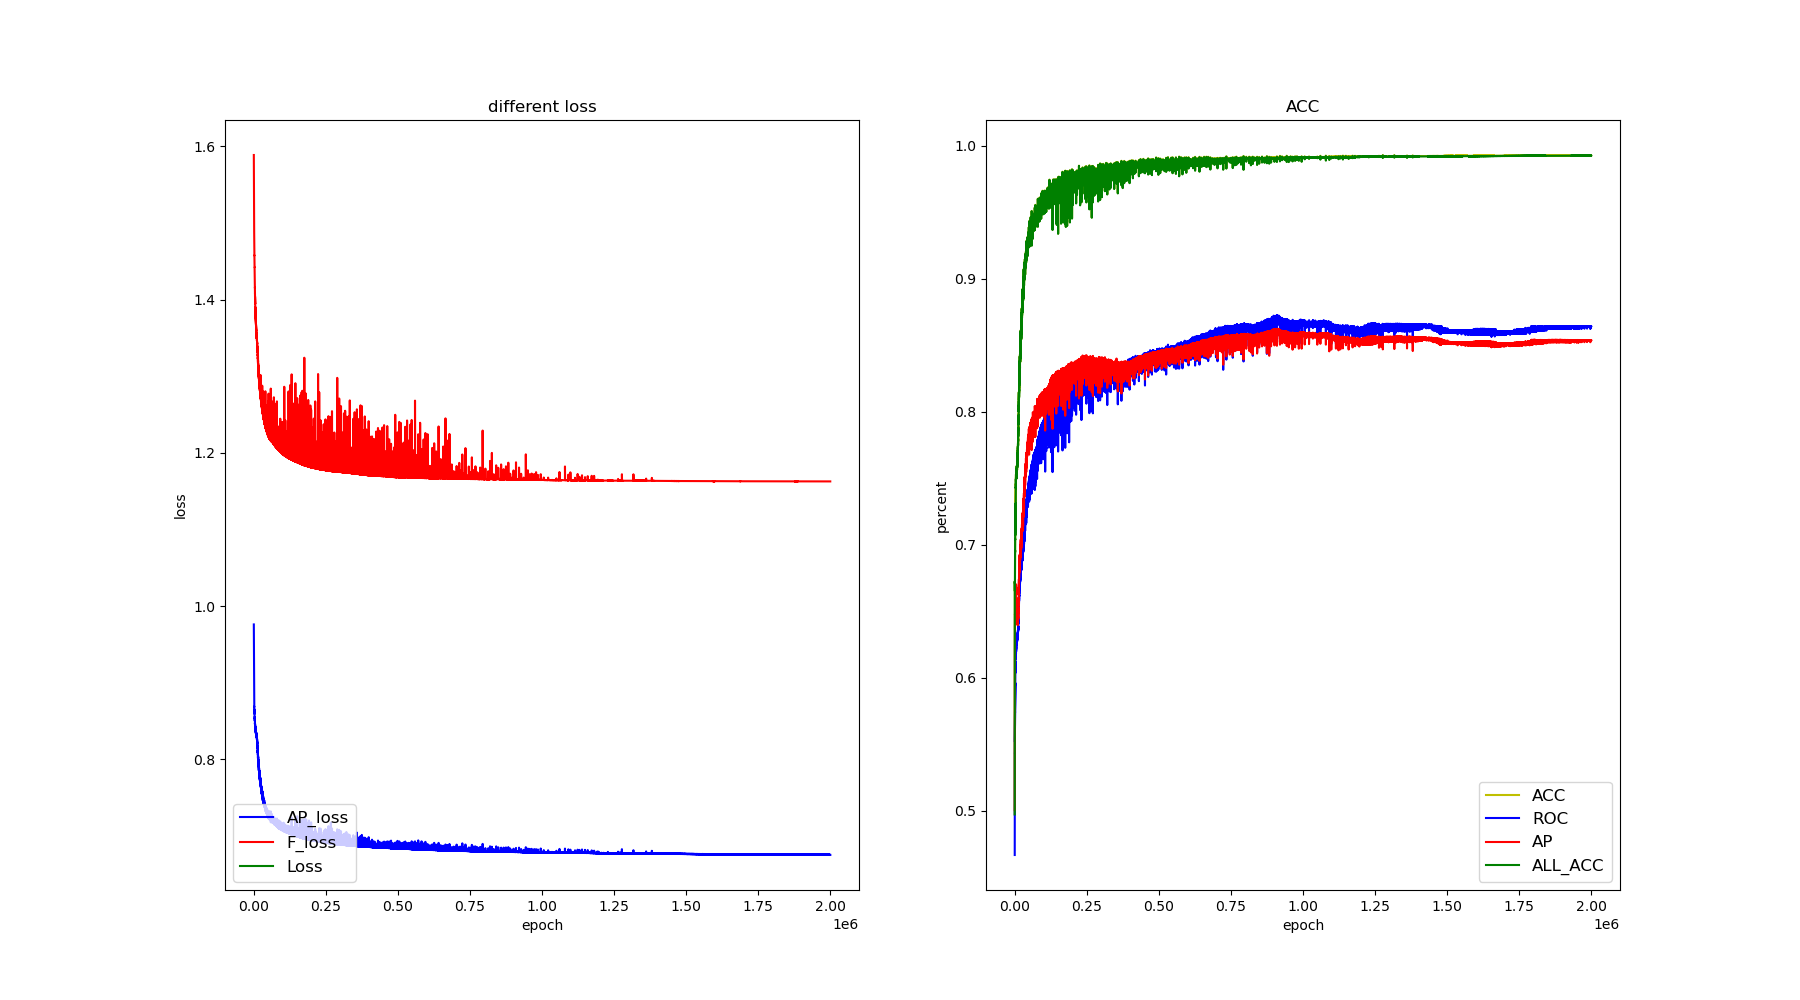 different loss
1.6
1.4
1.2
1.0
0.8
loss
AP_loss
F_loss
Loss
0.00 0.25 0.50 0.75 1.00 1.25 1.50 1.75 2.00
epoch
1e6
ACC
1.0
0.9
0.8
0.7
0.6
0.5
percent
ACC
ROC
AP
ALL_ACC
0.00 0.25 0.50 0.75 1.00 1.25 1.50 1.75 2.00
epoch
1e6